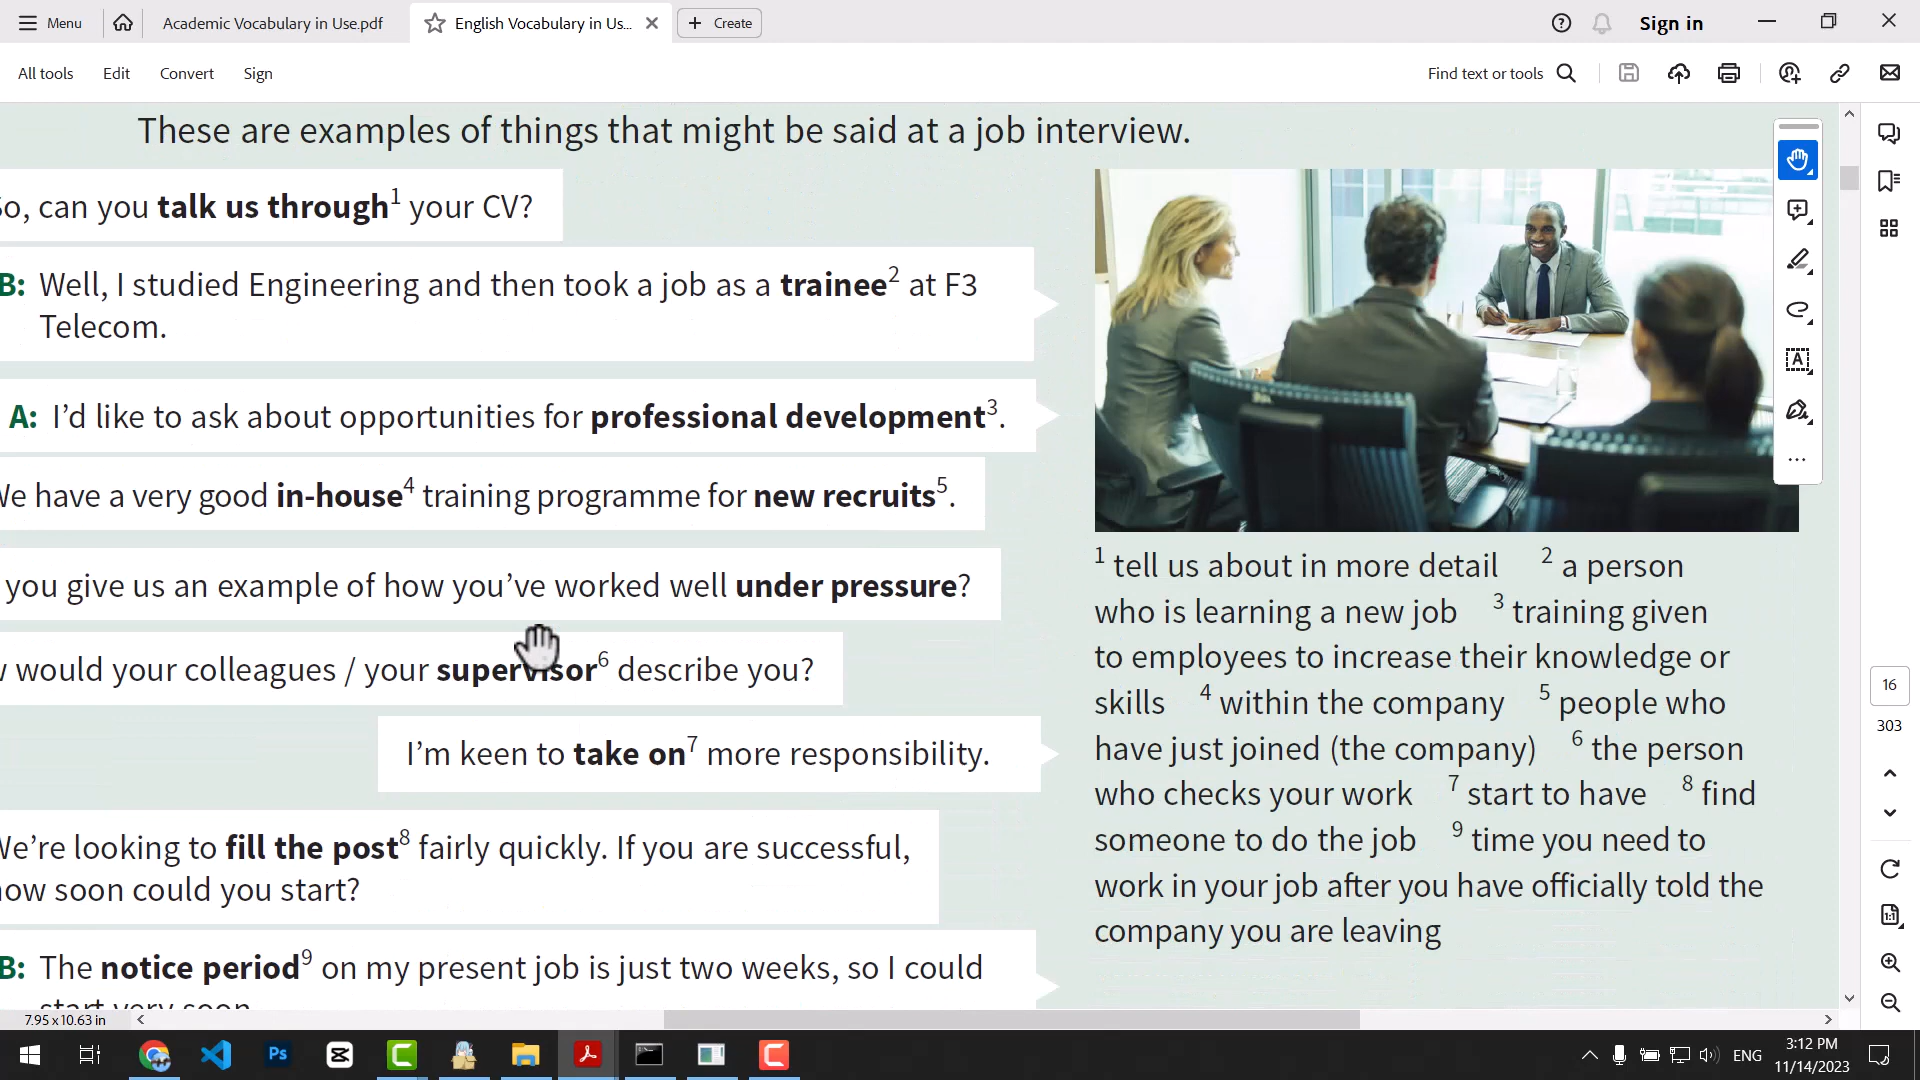 Menu
Academic Vocabulary in Use.pdf
English Vocabulary in Us...
Create
Sign in
All tools
Edit
Convert
Sign
Find text or tools
These are examples of things that might be said at a job interview.
So, can you talk us through1 your CV?
B: Well, I studied Engineering and then took a job as a trainee2 at F3
Telecom.
A: I'd like to ask about opportunities for professional development3.
We have a very good in-house4 training programme for new recruits5.
you give us an example of how you've worked well under pressure?
would your colleagues / your supervisor6 describe you?
I'm keen to take on7 more responsibility.
We're looking to fill the post8 fairly quickly. If you are successful,
how soon could you start?
B: The notice period9 on my present job is just two weeks, so I could
start very soon.
1 tell us about in more detail 2 a person
who is learning a new job 3 training given
to employees to increase their knowledge or
skills 4 within the company 5 people who
have just joined (the company) 6 the person
who checks your work 7 start to have 8 find
someone to do the job 9 time you need to
work in your job after you have officially told the
company you are leaving
16
303
7.95 x 10.63 in
Ps
ENG
3:12 PM
11/14/2023